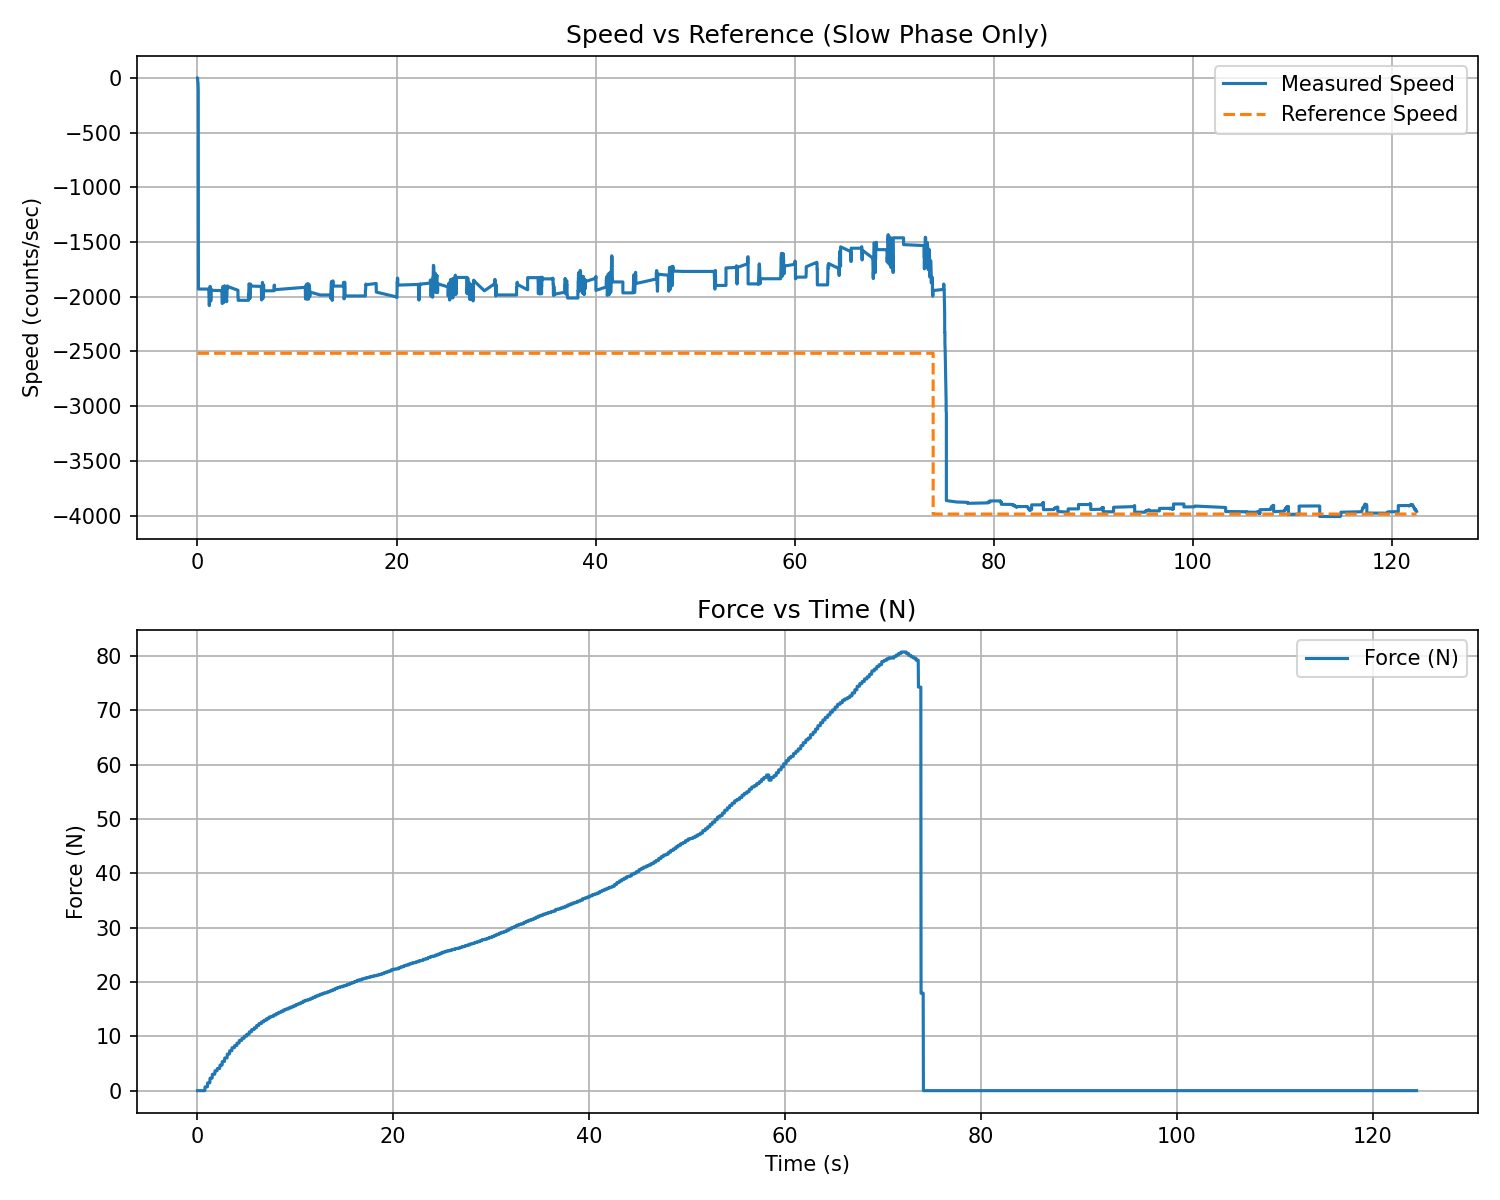 Speed vs Reference (Slow Phase Only)
Speed (counts/sec)
0
−500
−1000
−1500
−2000
−2500
−3000
−3500
−4000
Measured Speed
Reference Speed
0 20 40 60 80 100 120
Force vs Time (N)
Force (N)
80
70
60
50
40
30
20
10
0
Force (N)
0 20 40 60 80 100 120
Time (s)